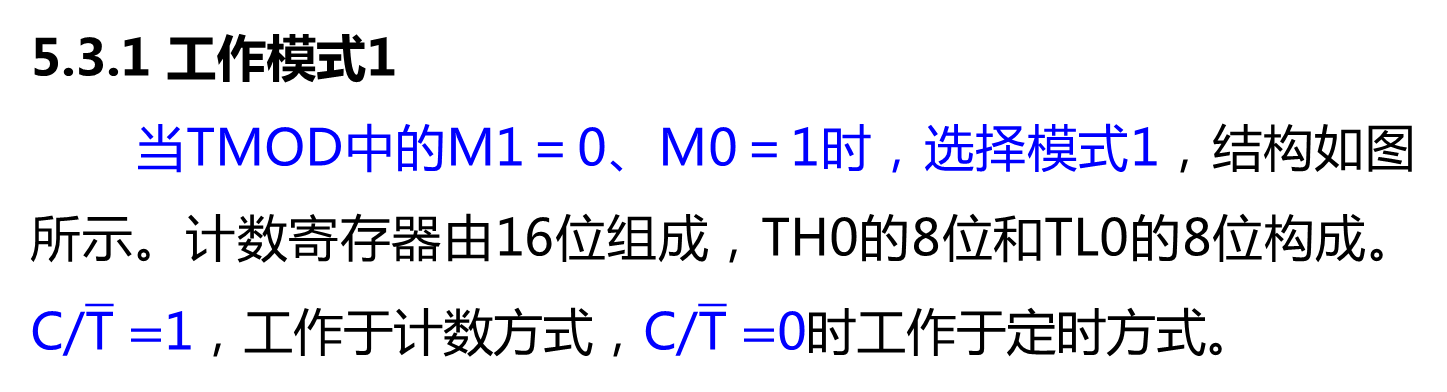 5.3.1 工作模式1
当TMOD中的M1 = 0、M0 = 1时，选择模式1，结构如图
所示。计数寄存器由16位组成，TH0的8位和TL0的8位构成。
C/T̅ =1，工作于计数方式，C/T̅ =0时工作于定时方式。